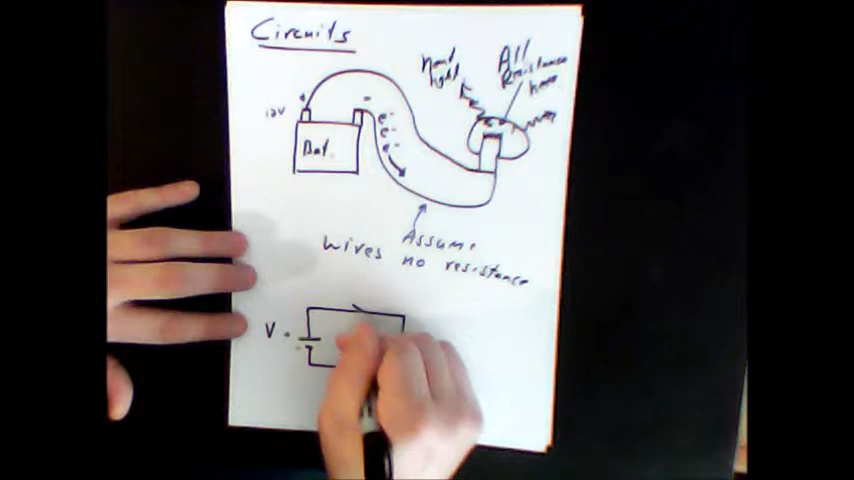 Circuits
Heat
light
All
Resistance
here
+
-
12V
e-
e-
e-
Bat.
Assume
wires no resistance
V